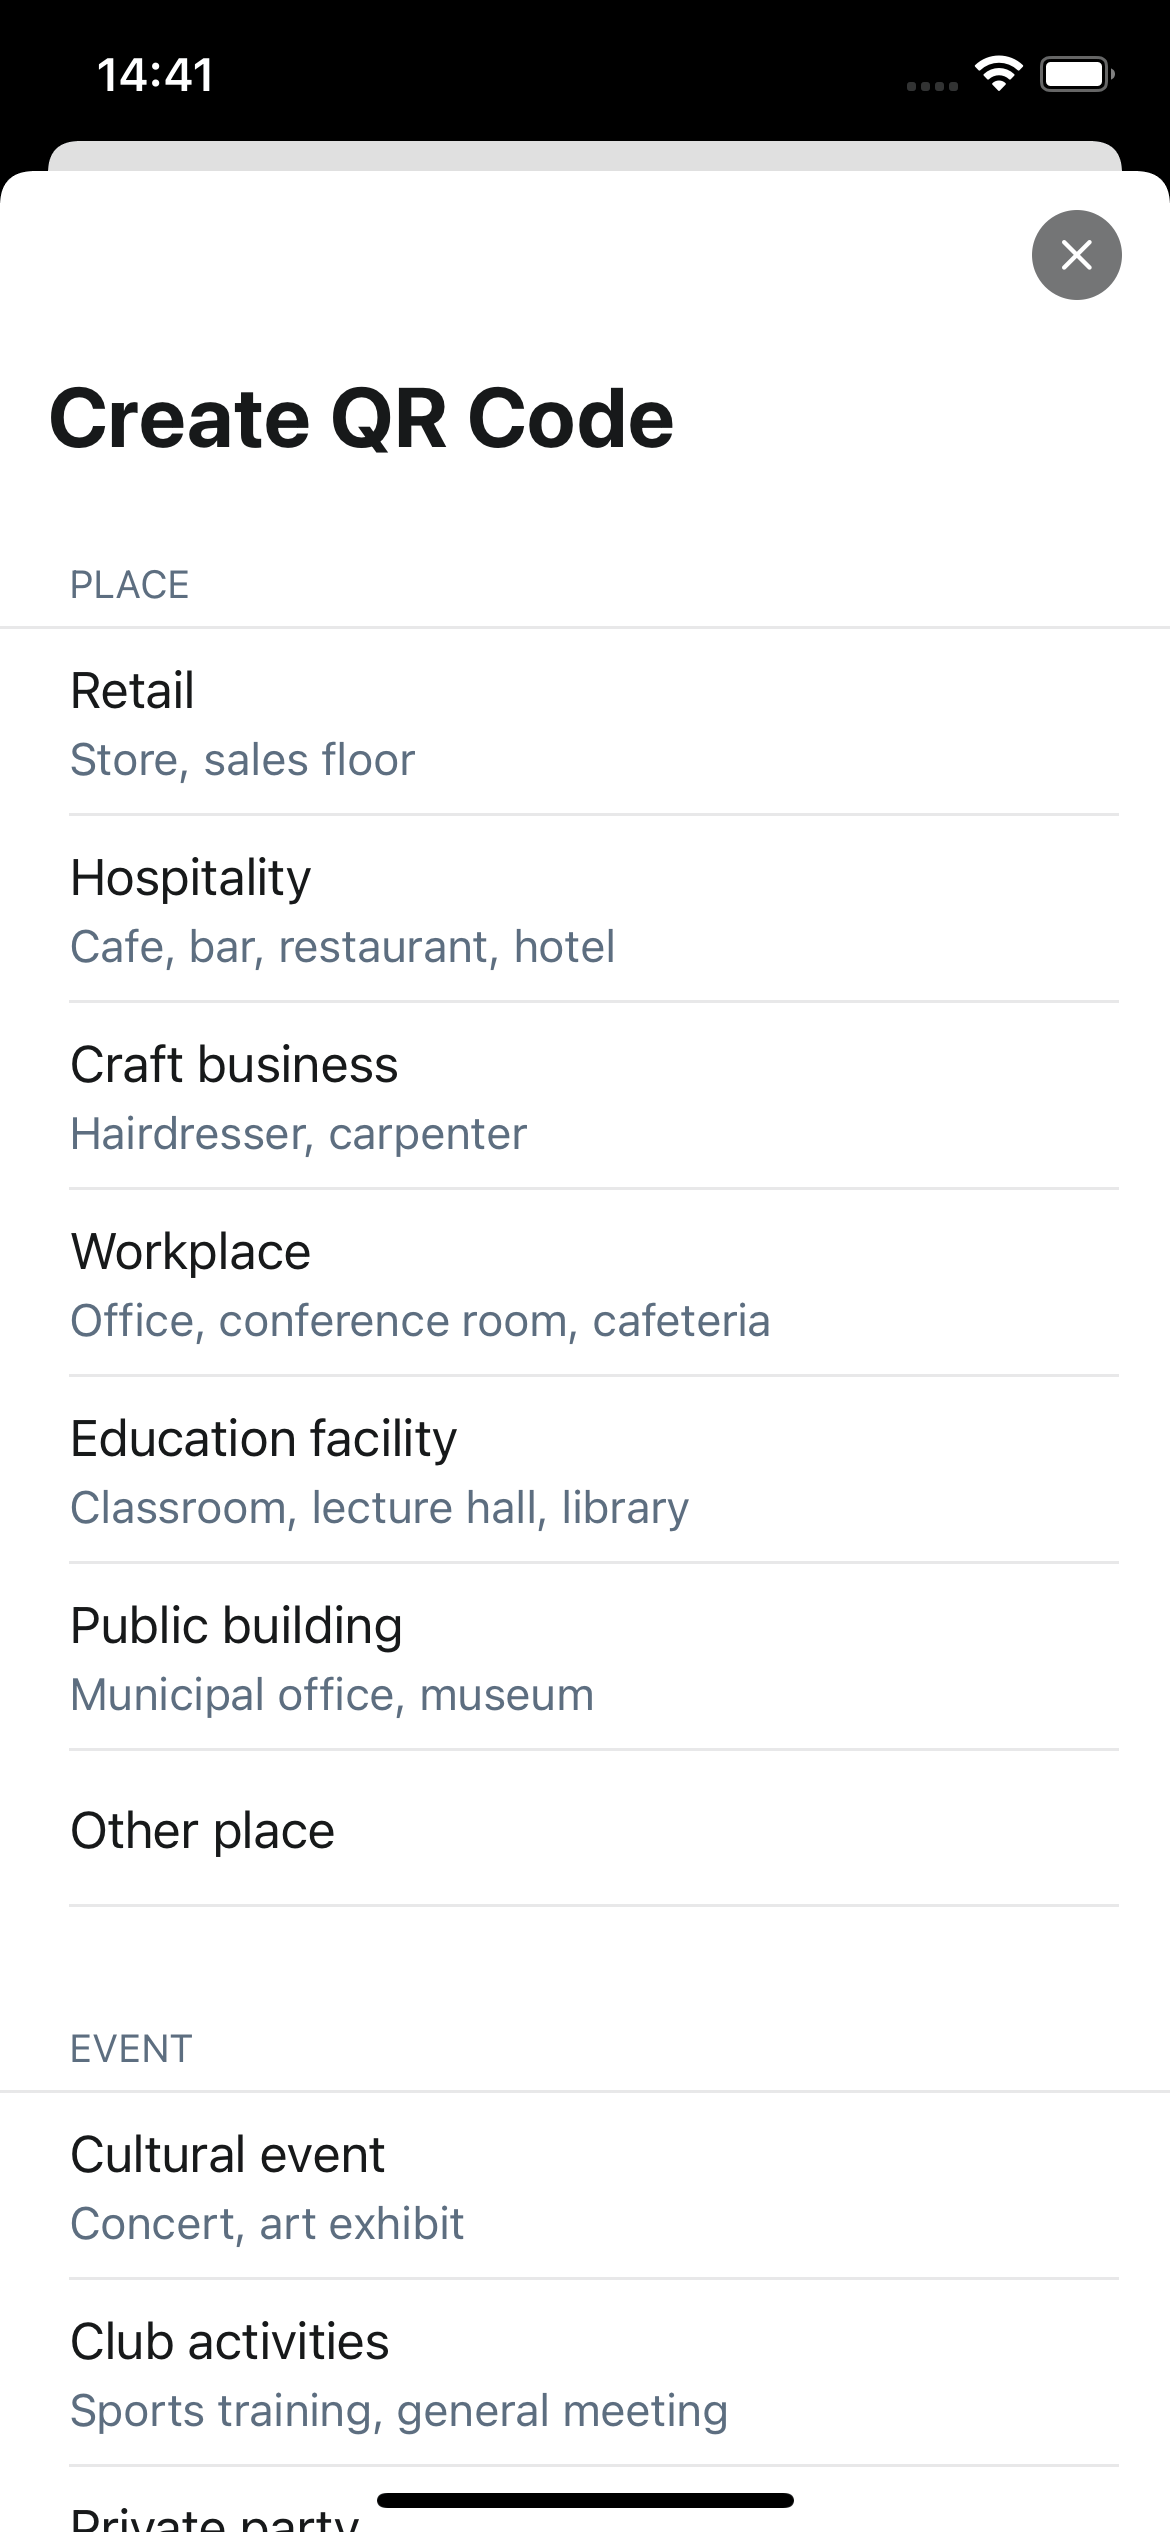 14:41
Create QR Code
PLACE
Retail
Store, sales floor
Hospitality
Cafe, bar, restaurant, hotel
Craft business
Hairdresser, carpenter
Workplace
Office, conference room, cafeteria
Education facility
Classroom, lecture hall, library
Public building
Municipal office, museum
Other place
EVENT
Cultural event
Concert, art exhibit
Club activities
Sports training, general meeting
Private party